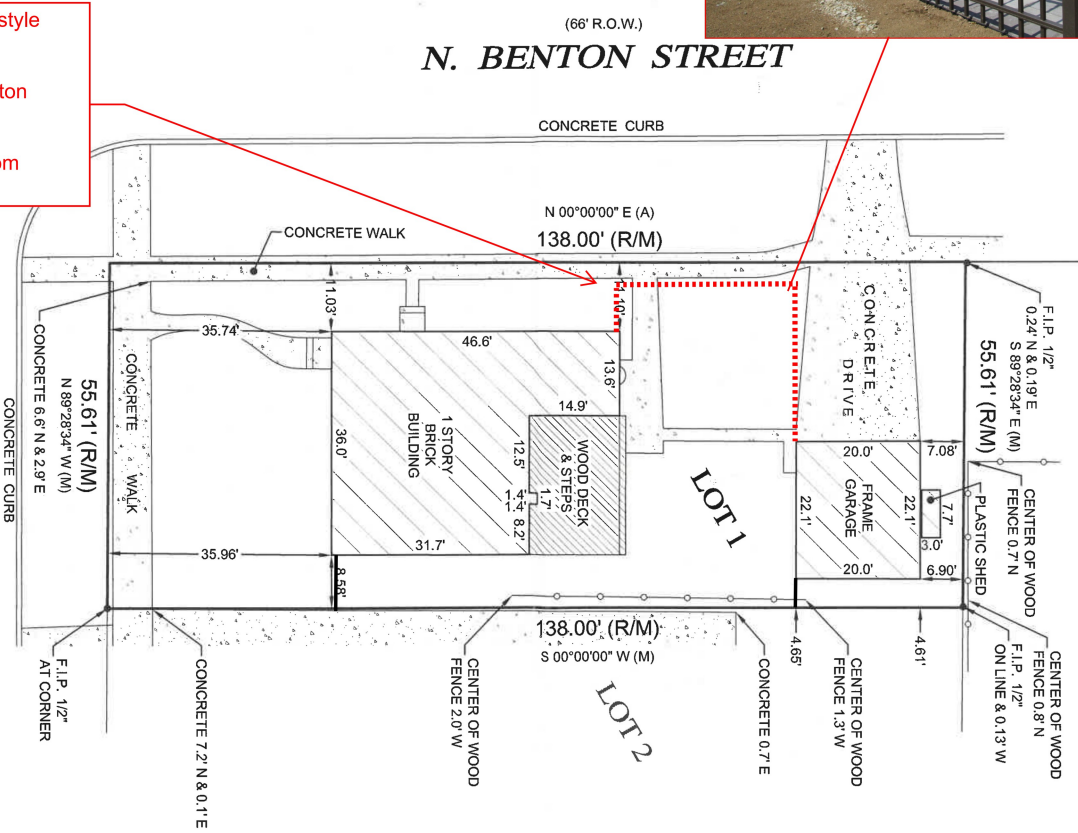 style
ton
om
(66' R.O.W.)
N. BENTON STREET
CONCRETE CURB
N 00°00'00" E (A)
138.00' (R/M)
CONCRETE WALK
11.03'
1.10'
35.74'
46.6'
13.6'
14.9'
36.0'
1 STORY
BRICK
BUILDING
12.5'
1.4'
1.4'
1.7'
8.2'
WOOD DECK
& STEPS
31.7'
35.96'
8.58'
CONCRETE
DRIVE
20.0'
7.08'
22.1'
FRAME
GARAGE
22.1'
7.7'
3.0'
20.0'
6.90'
PLASTIC SHED
LOT 1
F.I.P. 1/2"
0.24' N & 0.19' E
S 89°28'34" E (M)
55.61' (R/M)
CENTER OF WOOD
FENCE 0.7' N
CENTER OF WOOD
FENCE 0.8' N
F.I.P. 1/2"
ON LINE & 0.13' W
CONCRETE CURB
CONCRETE 6.6' N & 2.9' E
N 89°28'34" W (M)
55.61' (R/M)
CONCRETE WALK
138.00' (R/M)
S 00°00'00" W (M)
4.65'
4.61'
F.I.P. 1/2"
AT CORNER
CONCRETE 7.2' N & 0.1' E
CENTER OF WOOD
FENCE 2.0' W
LOT 2
CONCRETE 0.7' E
CENTER OF WOOD
FENCE 1.3' W